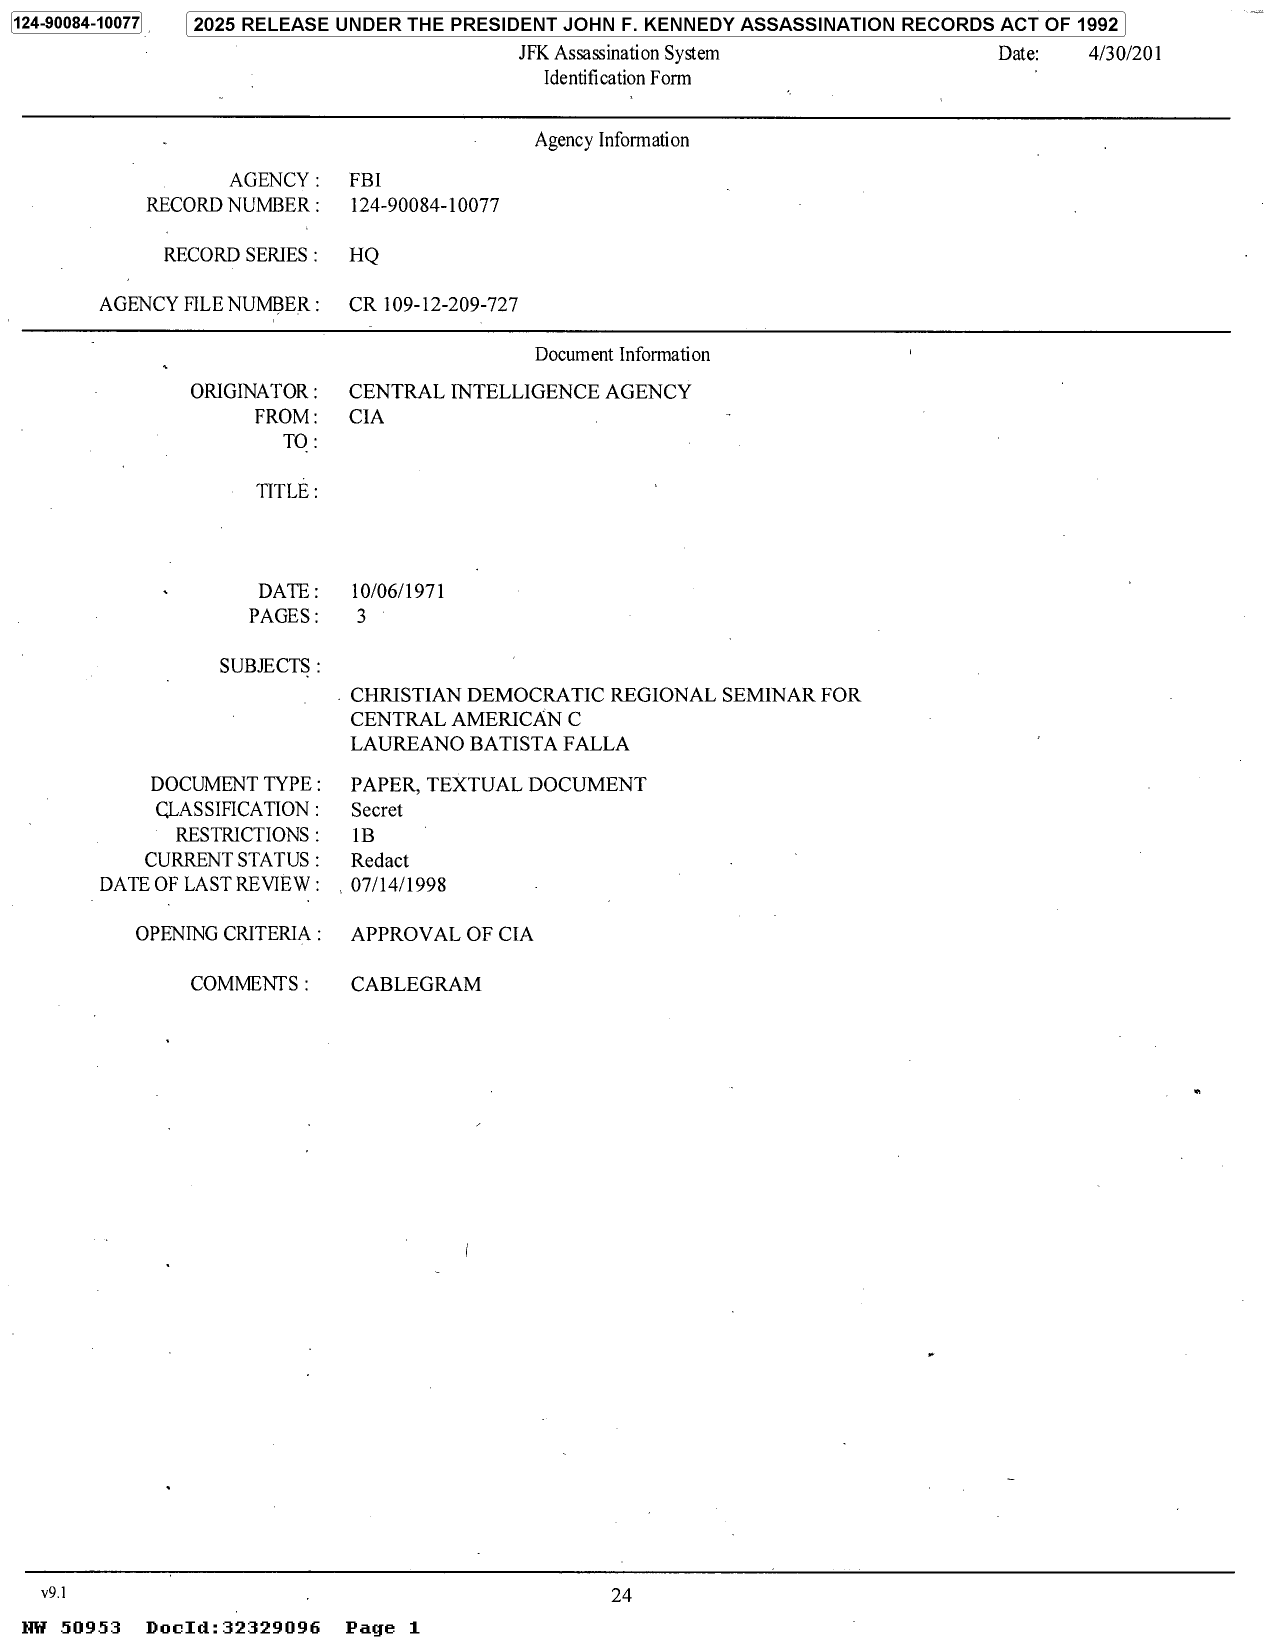 124-90084-10077
2025 RELEASE UNDER THE PRESIDENT JOHN F. KENNEDY ASSASSINATION RECORDS ACT OF 1992
JFK Assassination System Date: 4/30/201
Identification Form
Agency Information
AGENCY : FBI
RECORD NUMBER : 124-90084-10077
RECORD SERIES : HQ
AGENCY FILE NUMBER : CR 109-12-209-727
Document Information
ORIGINATOR : CENTRAL INTELLIGENCE AGENCY
FROM : CIA
TO :
TITLE :
DATE : 10/06/1971
PAGES : 3
SUBJECTS :
CHRISTIAN DEMOCRATIC REGIONAL SEMINAR FOR
CENTRAL AMERICAN C
LAUREANO BATISTA FALLA
DOCUMENT TYPE : PAPER, TEXTUAL DOCUMENT
CLASSIFICATION : Secret
RESTRICTIONS : 1B
CURRENT STATUS : Redact
DATE OF LAST REVIEW : 07/14/1998
OPENING CRITERIA : APPROVAL OF CIA
COMMENTS : CABLEGRAM
v9.1 24
NW 50953 DocId:32329096 Page 1